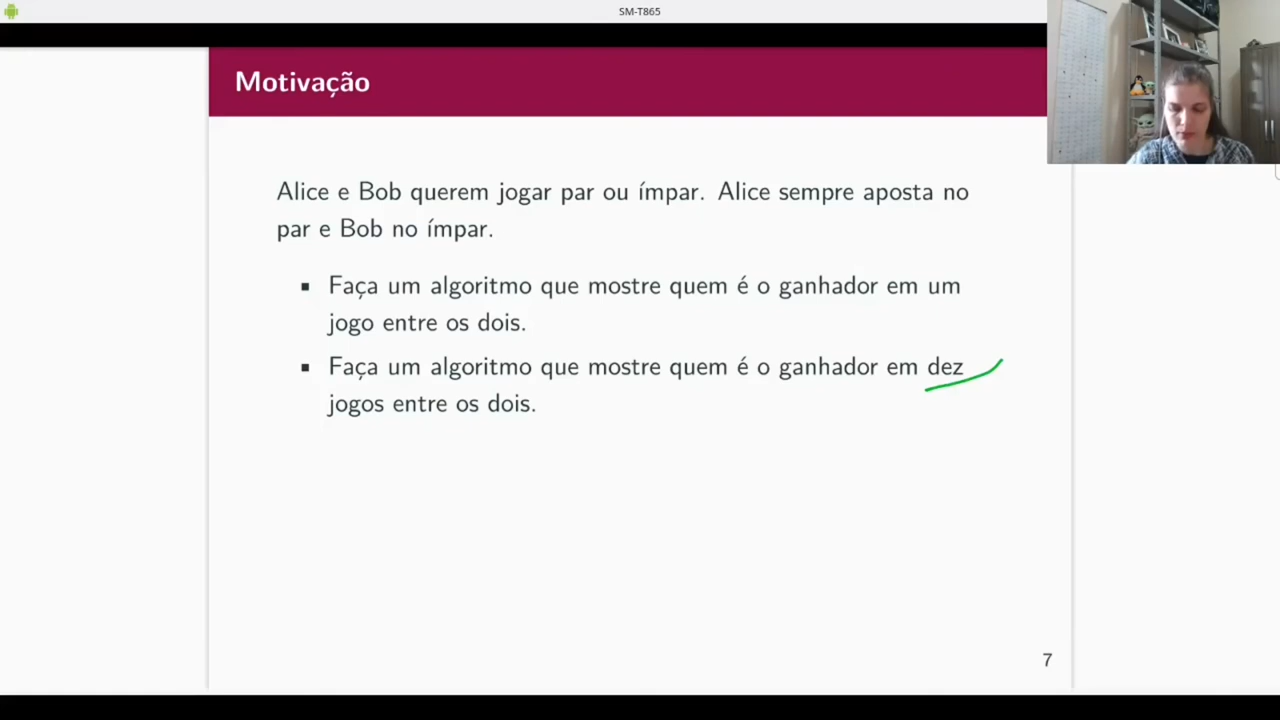 SM-T865
Motivação
Alice e Bob querem jogar par ou ímpar. Alice sempre aposta no
par e Bob no ímpar.
▪ Faça um algoritmo que mostre quem é o ganhador em um
jogo entre os dois.
▪ Faça um algoritmo que mostre quem é o ganhador em dez
jogos entre os dois.
7